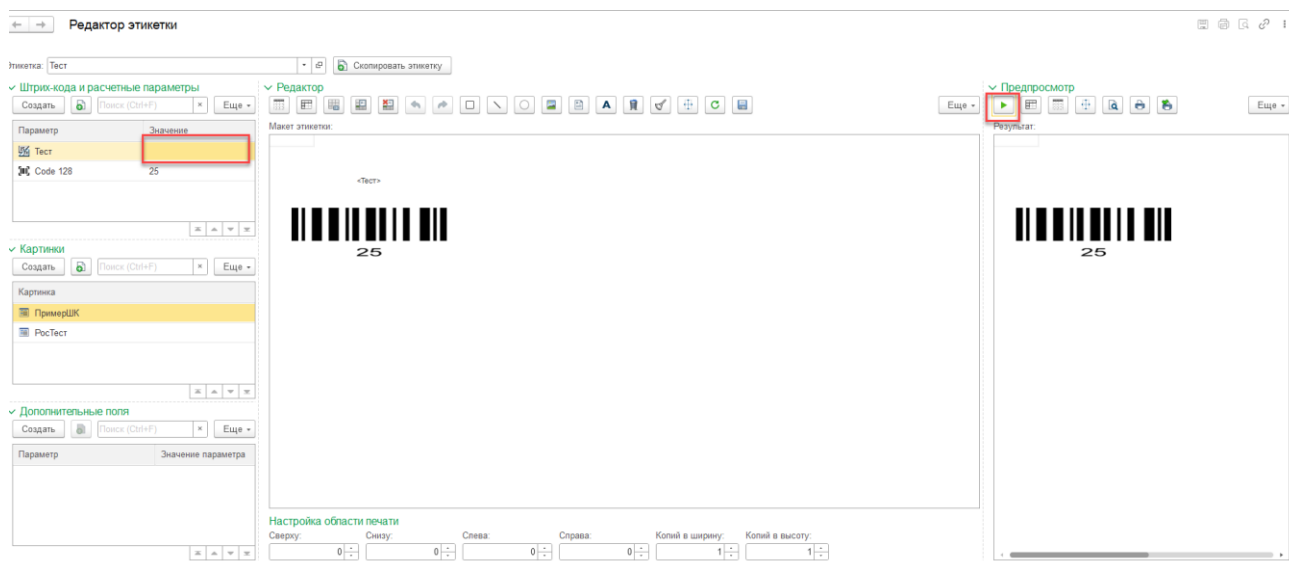 Редактор этикетки
Этикетка: Тест
Скопировать этикетку
Штрих-кода и расчетные параметры
Создать
Поиск (Ctrl+F)
×
Еще
Параметр Значение
Тест
Code 128 25
Картинки
Создать
Поиск (Ctrl+F)
×
Еще
Картинка
ПримерШК
РосТест
Дополнительные поля
Создать
Поиск (Ctrl+F)
×
Еще
Параметр Значение параметра
Редактор
A
Еще
Макет этикетки:
<Тест>
25
Настройка области печати
Сверху: Снизу: Слева: Справа: Копий в ширину: Копий в высоту:
0 0 0 0 1 1
Предпросмотр
Еще
Результат:
25